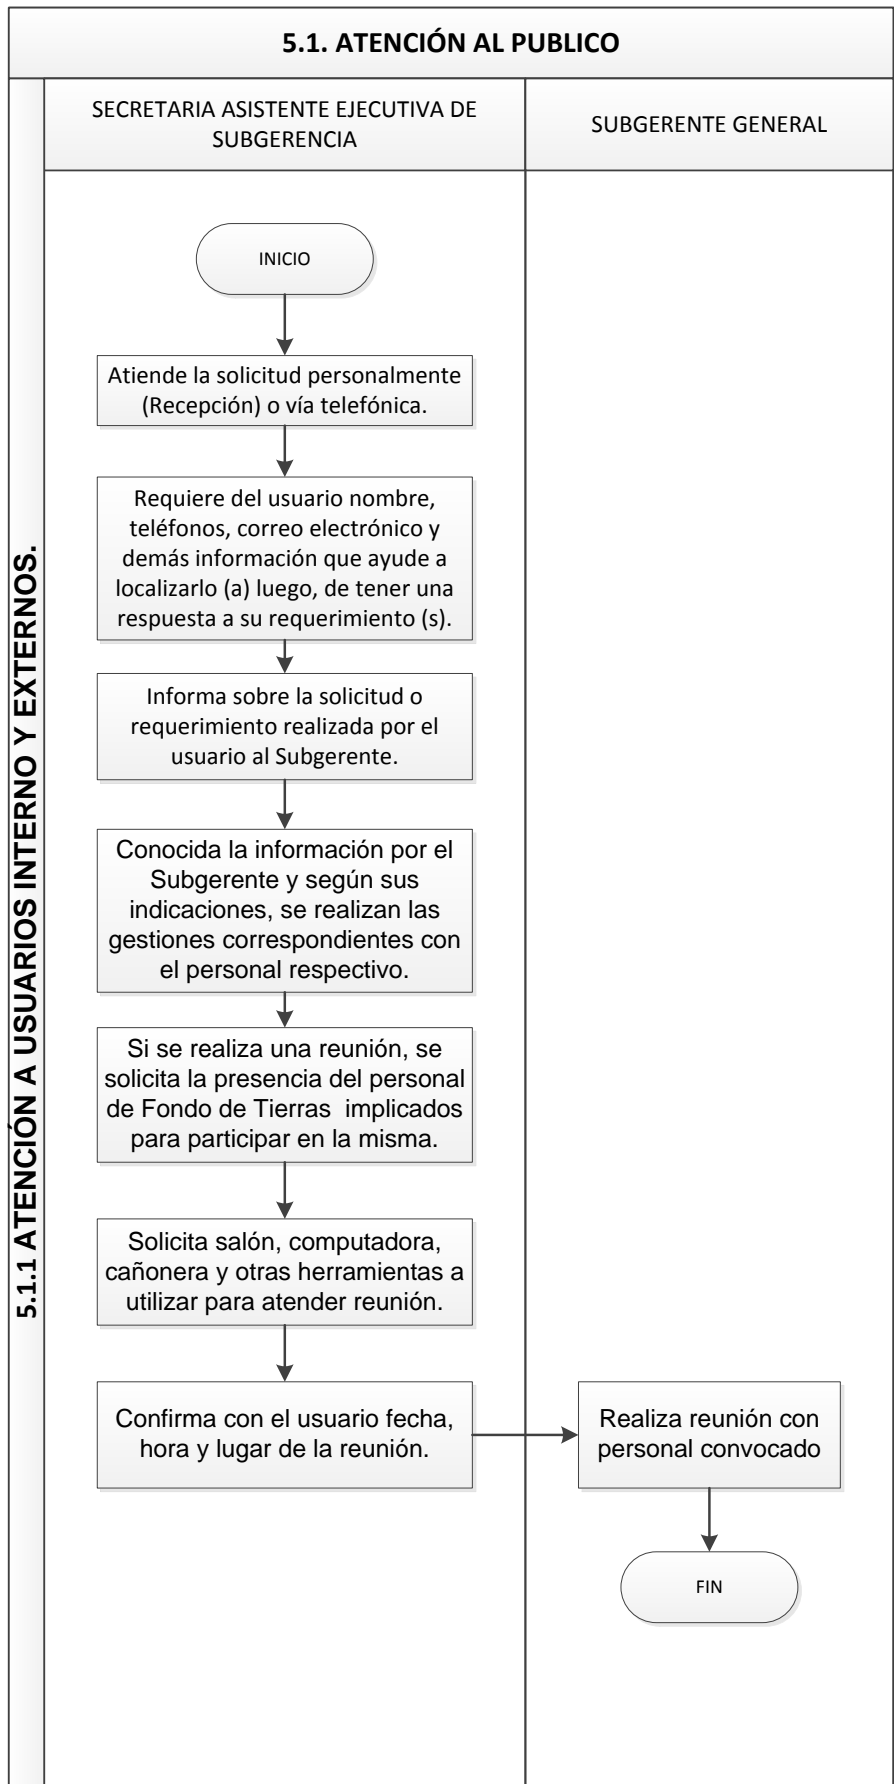 5.1. ATENCIÓN AL PUBLICO
5.1.1 ATENCIÓN A USUARIOS INTERNO Y EXTERNOS.
SECRETARIA ASISTENTE EJECUTIVA DE
SUBGERENCIA
SUBGERENTE GENERAL
INICIO
Atiende la solicitud personalmente
(Recepción) o vía telefónica.
Requiere del usuario nombre,
teléfonos, correo electrónico y
demás información que ayude a
localizarlo (a) luego, de tener una
respuesta a su requerimiento (s).
Informa sobre la solicitud o
requerimiento realizada por el
usuario al Subgerente.
Conocida la información por el
Subgerente y según sus
indicaciones, se realizan las
gestiones correspondientes con
el personal respectivo.
Si se realiza una reunión, se
solicita la presencia del personal
de Fondo de Tierras  implicados
para participar en la misma.
Solicita salón, computadora,
cañonera y otras herramientas a
utilizar para atender reunión.
Confirma con el usuario fecha,
hora y lugar de la reunión.
Realiza reunión con
personal convocado
FIN